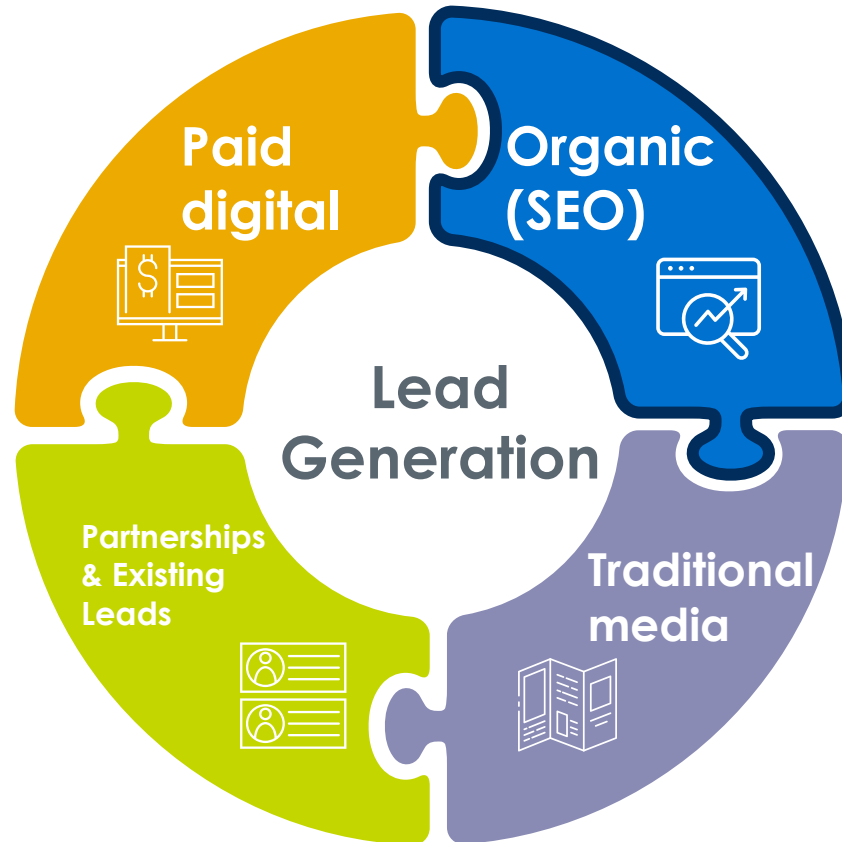 Paid
digital
Organic
(SEO)
$
Lead
Generation
Partnerships
& Existing
Leads
Traditional
media